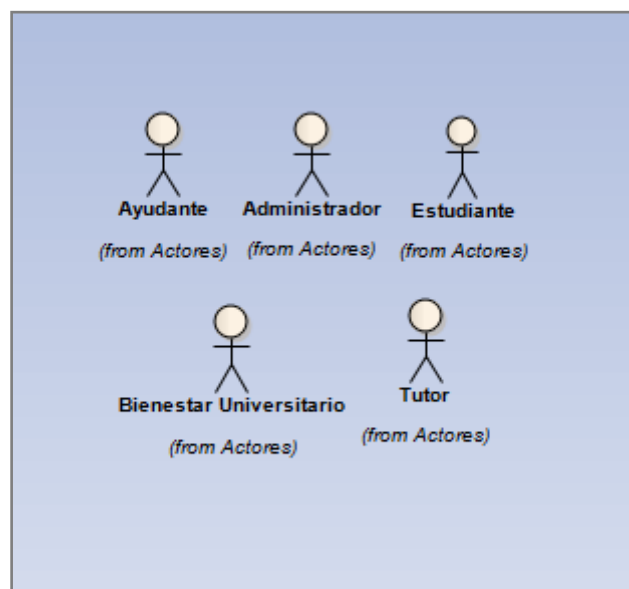 Ayudante
(from Actores)
Administrador
(from Actores)
Estudiante
(from Actores)
Bienestar Universitario
(from Actores)
Tutor
(from Actores)